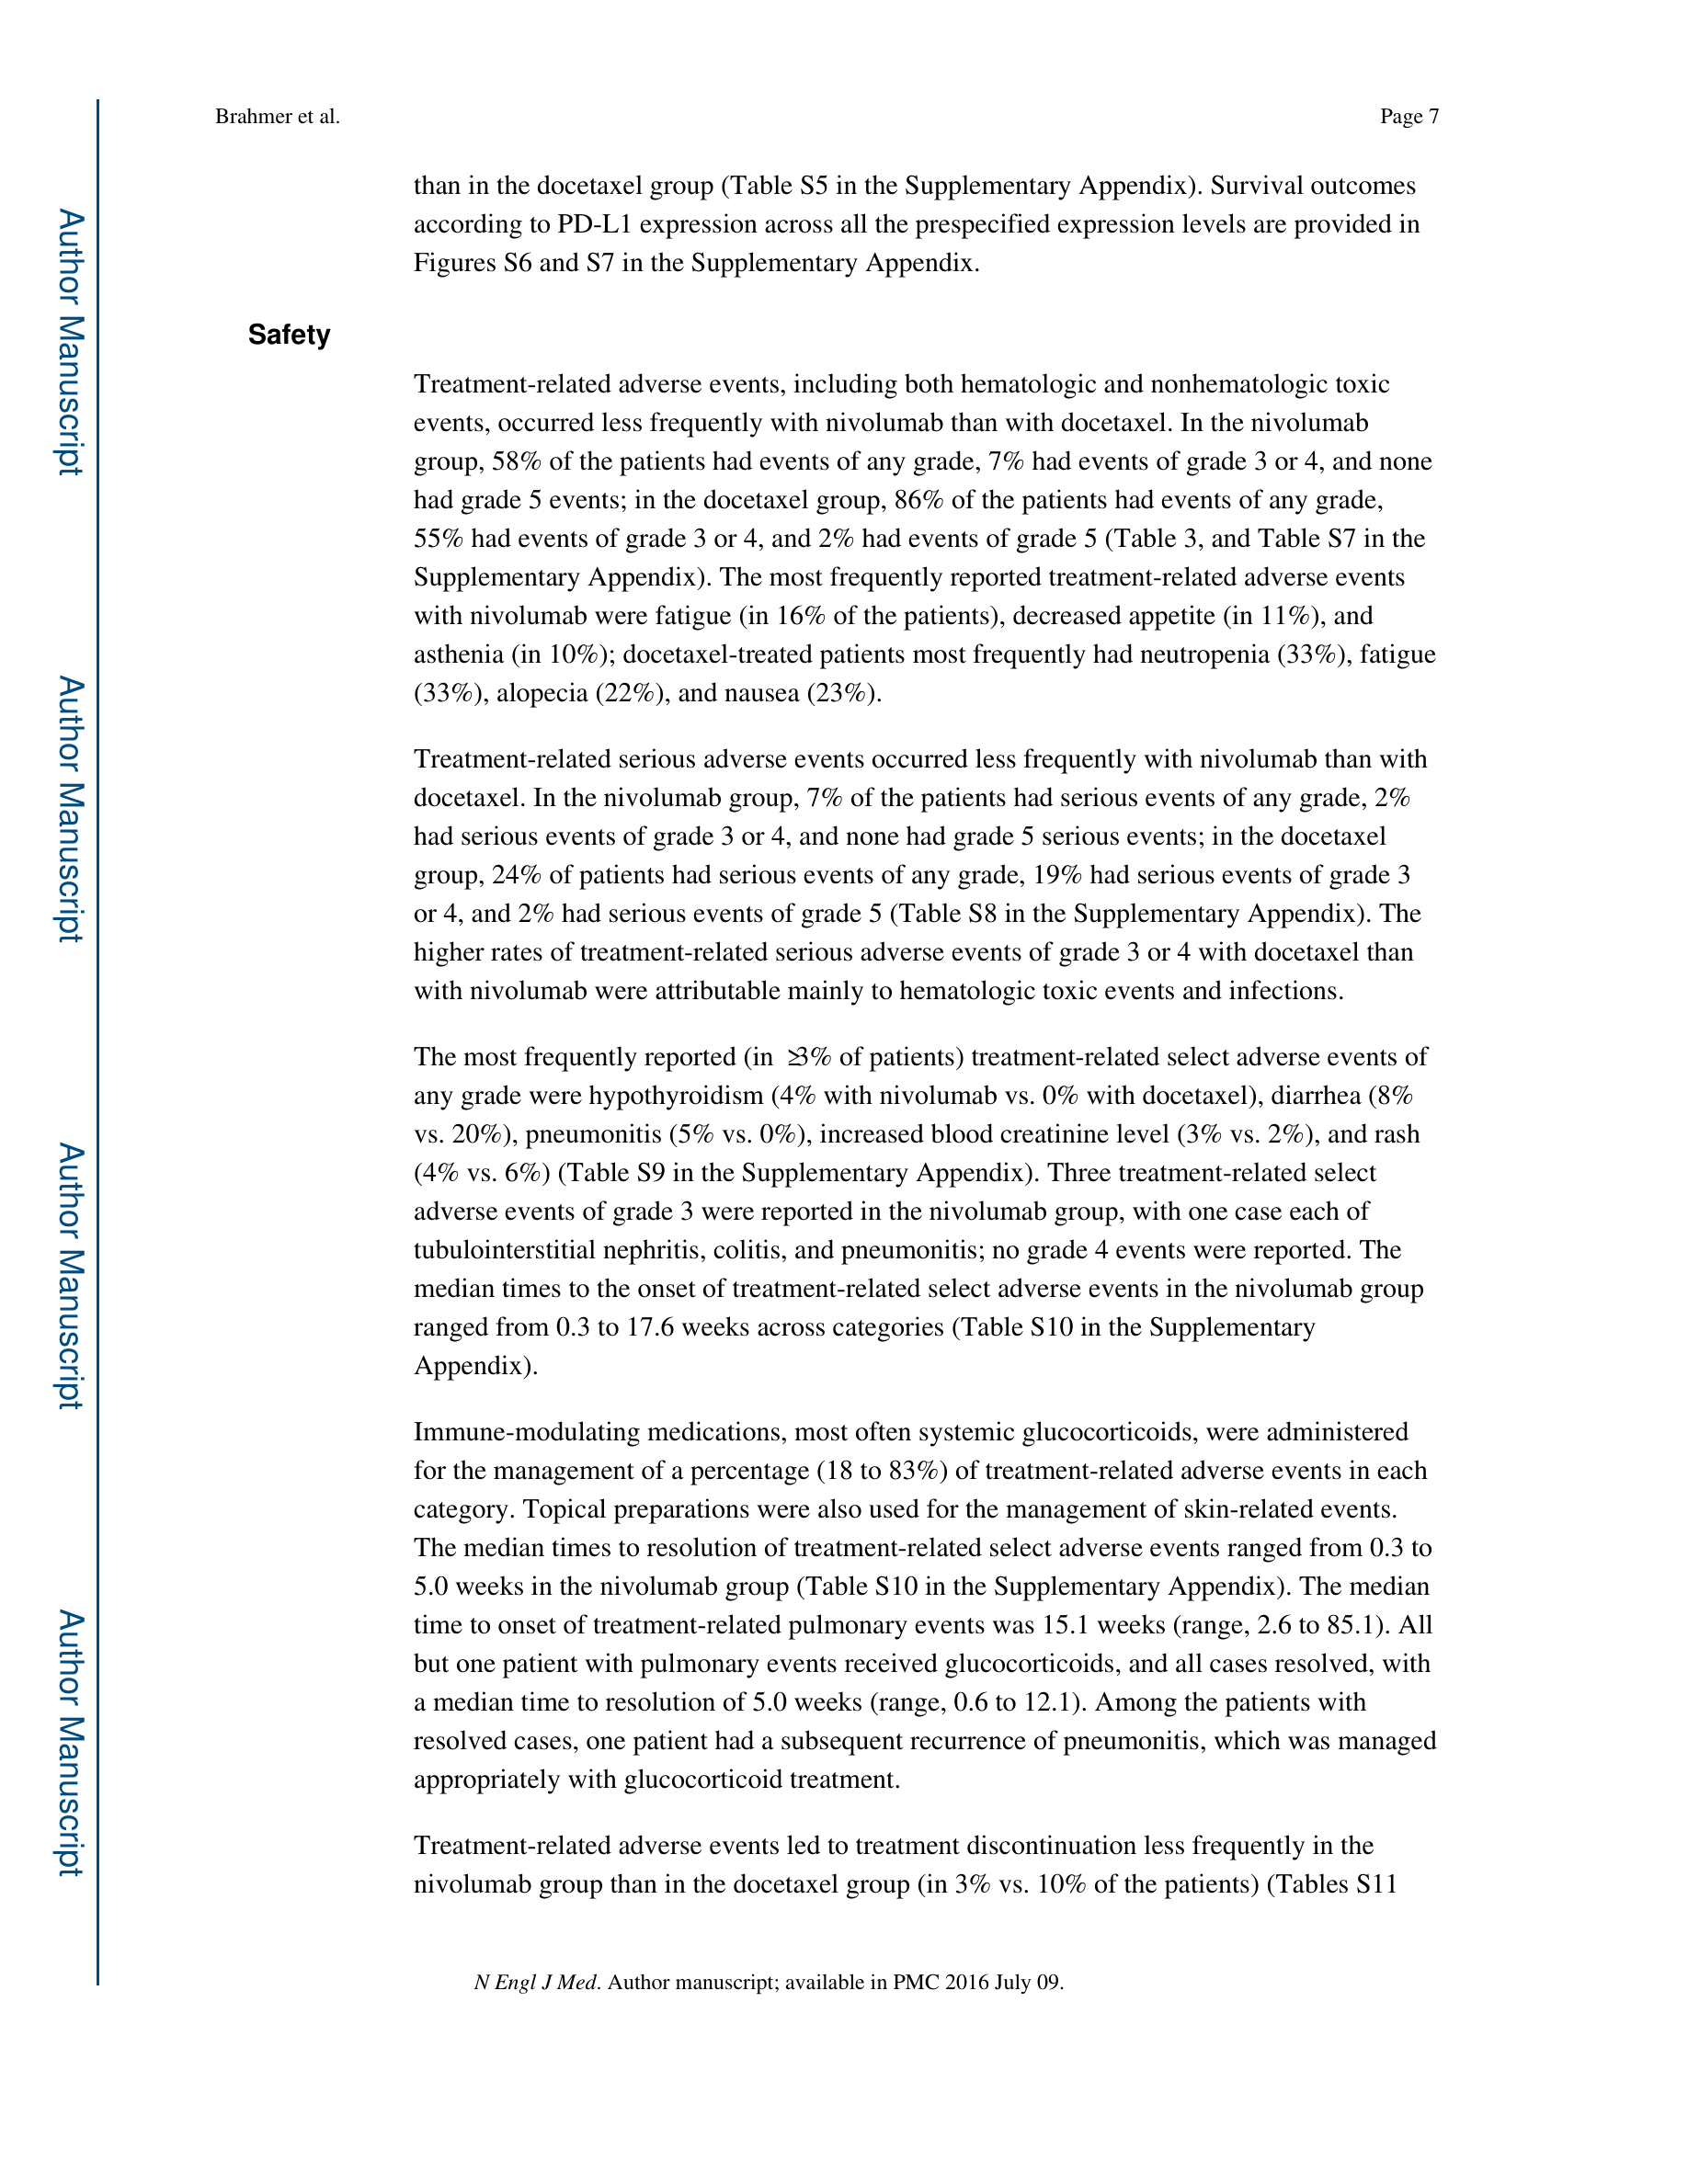 Brahmer et al.
Page 7
than in the docetaxel group (Table S5 in the Supplementary Appendix). Survival outcomes
according to PD-L1 expression across all the prespecified expression levels are provided in
Figures S6 and S7 in the Supplementary Appendix.
Safety
Treatment-related adverse events, including both hematologic and nonhematologic toxic
events, occurred less frequently with nivolumab than with docetaxel. In the nivolumab
group, 58% of the patients had events of any grade, 7% had events of grade 3 or 4, and none
had grade 5 events; in the docetaxel group, 86% of the patients had events of any grade,
55% had events of grade 3 or 4, and 2% had events of grade 5 (Table 3, and Table S7 in the
Supplementary Appendix). The most frequently reported treatment-related adverse events
with nivolumab were fatigue (in 16% of the patients), decreased appetite (in 11%), and
asthenia (in 10%); docetaxel-treated patients most frequently had neutropenia (33%), fatigue
(33%), alopecia (22%), and nausea (23%).
Treatment-related serious adverse events occurred less frequently with nivolumab than with
docetaxel. In the nivolumab group, 7% of the patients had serious events of any grade, 2%
had serious events of grade 3 or 4, and none had grade 5 serious events; in the docetaxel
group, 24% of patients had serious events of any grade, 19% had serious events of grade 3
or 4, and 2% had serious events of grade 5 (Table S8 in the Supplementary Appendix). The
higher rates of treatment-related serious adverse events of grade 3 or 4 with docetaxel than
with nivolumab were attributable mainly to hematologic toxic events and infections.
The most frequently reported (in ≥3% of patients) treatment-related select adverse events of
any grade were hypothyroidism (4% with nivolumab vs. 0% with docetaxel), diarrhea (8%
vs. 20%), pneumonitis (5% vs. 0%), increased blood creatinine level (3% vs. 2%), and rash
(4% vs. 6%) (Table S9 in the Supplementary Appendix). Three treatment-related select
adverse events of grade 3 were reported in the nivolumab group, with one case each of
tubulointerstitial nephritis, colitis, and pneumonitis; no grade 4 events were reported. The
median times to the onset of treatment-related select adverse events in the nivolumab group
ranged from 0.3 to 17.6 weeks across categories (Table S10 in the Supplementary
Appendix).
Immune-modulating medications, most often systemic glucocorticoids, were administered
for the management of a percentage (18 to 83%) of treatment-related adverse events in each
category. Topical preparations were also used for the management of skin-related events.
The median times to resolution of treatment-related select adverse events ranged from 0.3 to
5.0 weeks in the nivolumab group (Table S10 in the Supplementary Appendix). The median
time to onset of treatment-related pulmonary events was 15.1 weeks (range, 2.6 to 85.1). All
but one patient with pulmonary events received glucocorticoids, and all cases resolved, with
a median time to resolution of 5.0 weeks (range, 0.6 to 12.1). Among the patients with
resolved cases, one patient had a subsequent recurrence of pneumonitis, which was managed
appropriately with glucocorticoid treatment.
Treatment-related adverse events led to treatment discontinuation less frequently in the
nivolumab group than in the docetaxel group (in 3% vs. 10% of the patients) (Tables S11
N Engl J Med. Author manuscript; available in PMC 2016 July 09.
Author Manuscript
Author Manuscript
Author Manuscript
Author Manuscript